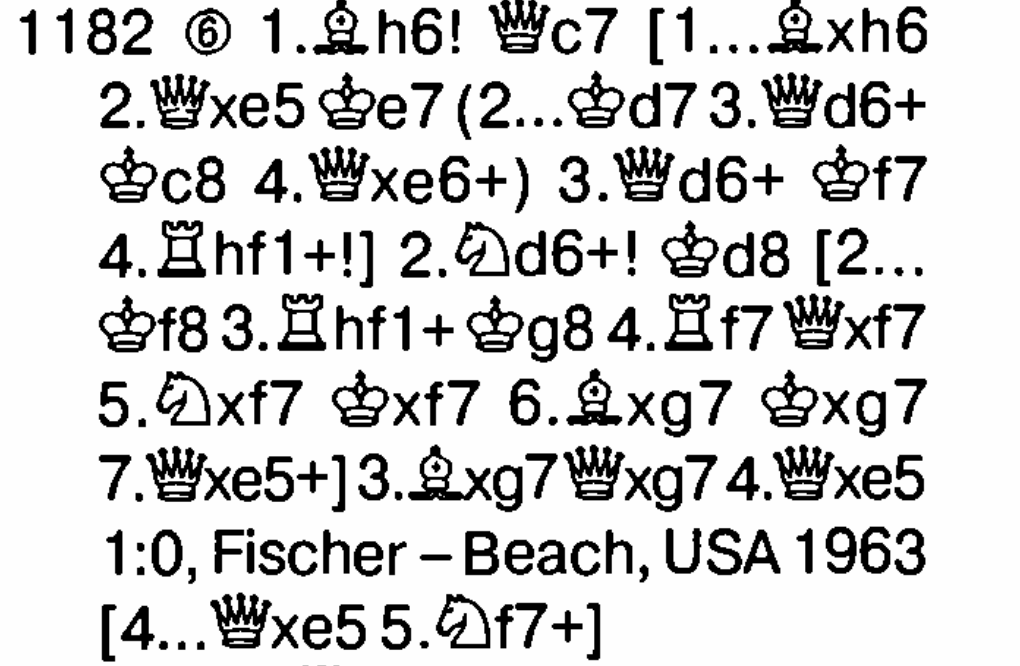 1182 ⑥ 1.♗h6! ♕c7 [1...♗xh6
2.♕xe5 ♔e7 (2...♔d7 3.♕d6+
♔c8 4.♕xe6+) 3.♕d6+ ♔f7
4.♖hf1+!] 2.♘d6+! ♔d8 [2...
♔f8 3.♖hf1+ ♔g8 4.♖f7 ♕xf7
5.♘xf7 ♔xf7 6.♗xg7 ♔xg7
7.♕xe5+] 3.♗xg7 ♕xg7 4.♕xe5
1:0, Fischer – Beach, USA 1963
[4...♕xe5 5.♘f7+]